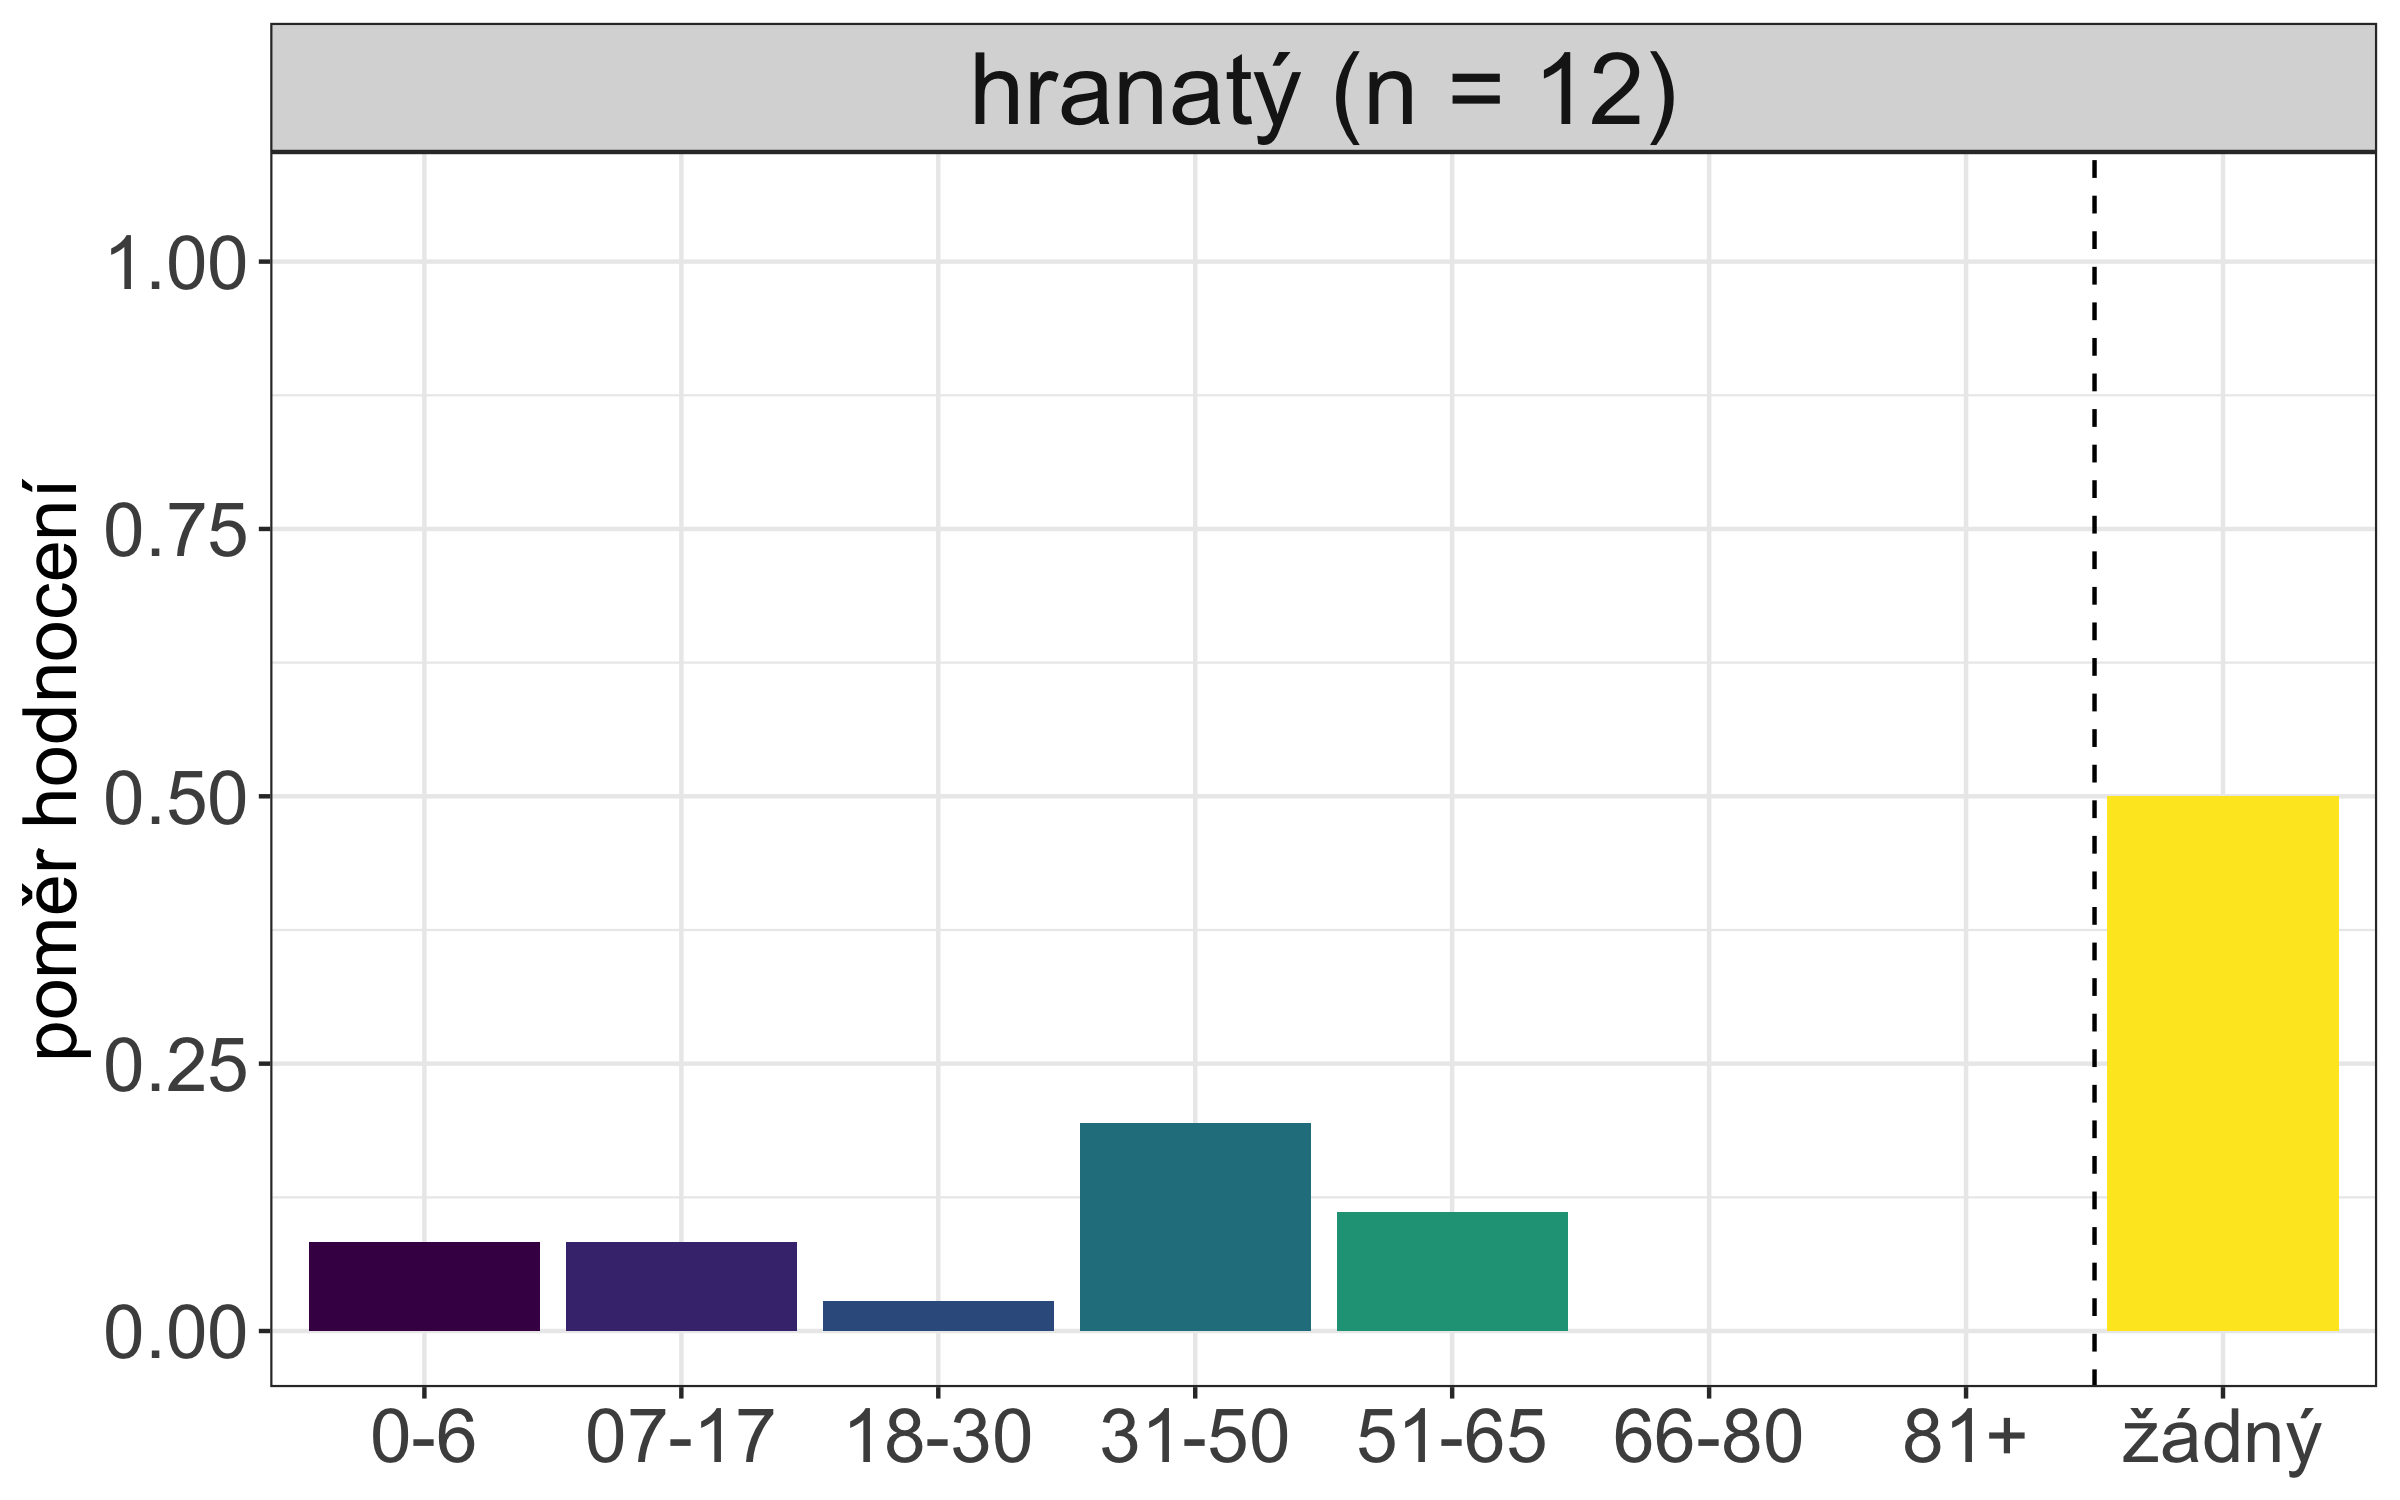 hranatý (n = 12)
poměr hodnocení
1.00
0.75
0.50
0.25
0.00
0-6 07-17 18-30 31-50 51-65 66-80 81+ žádný